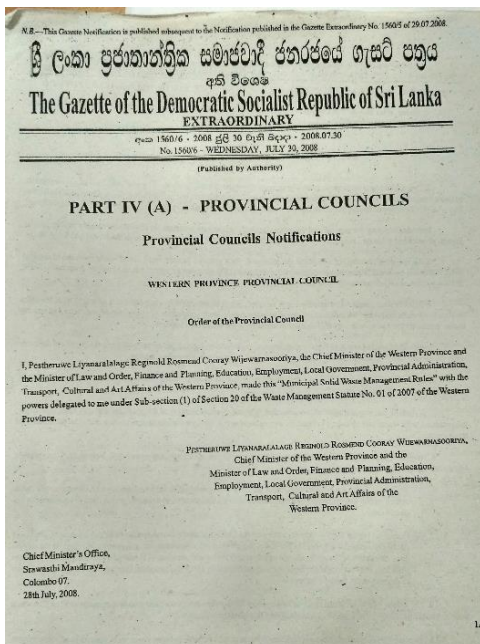 N.B.—This Gazette Notification is published subsequent to the Notification published in the Gazette Extraordinary No. 1560/5 of 29.07.2008.
ශ්‍රී ලංකා ප්‍රජාතාන්ත්‍රික සමාජවාදී ජනරජයේ ගැසට් පත්‍රය
අති විශෙෂ
The Gazette of the Democratic Socialist Republic of Sri Lanka
EXTRAORDINARY
අංක 1560/6 - 2008 ජූලි 30 වැනි බදාදා - 2008.07.30
No. 1560/6 - WEDNESDAY, JULY 30, 2008
(Published by Authority)
PART IV (A) - PROVINCIAL COUNCILS
Provincial Councils Notifications
WESTERN PROVINCE PROVINCIAL COUNCIL
Order of the Provincial Council
I, Pestheruwe Liyanaralalage Reginold Rosmend Cooray Wijewarnasooriya, the Chief Minister of the Western Province and
the Minister of Law and Order, Finance and Planning, Education, Employment, Local Government, Provincial Administration,
Transport, Cultural and Art Affairs of the Western Province, made this "Municipal Solid Waste Management Rules" with the
powers delegated to me under Sub-section (1) of Section 20 of the Waste Management Statute No. 01 of 2007 of the Western
Province.
PESTHERUWE LIYANARALALAGE REGINOLD ROSMEND COORAY WIJEWARNASOORIYA,
Chief Minister of the Western Province and the
Minister of Law and Order, Finance and Planning, Education,
Employment, Local Government, Provincial Administration,
Transport, Cultural and Art Affairs of the
Western Province.
Chief Minister's Office,
Srawasthi Mandiraya,
Colombo 07.
28th July, 2008.